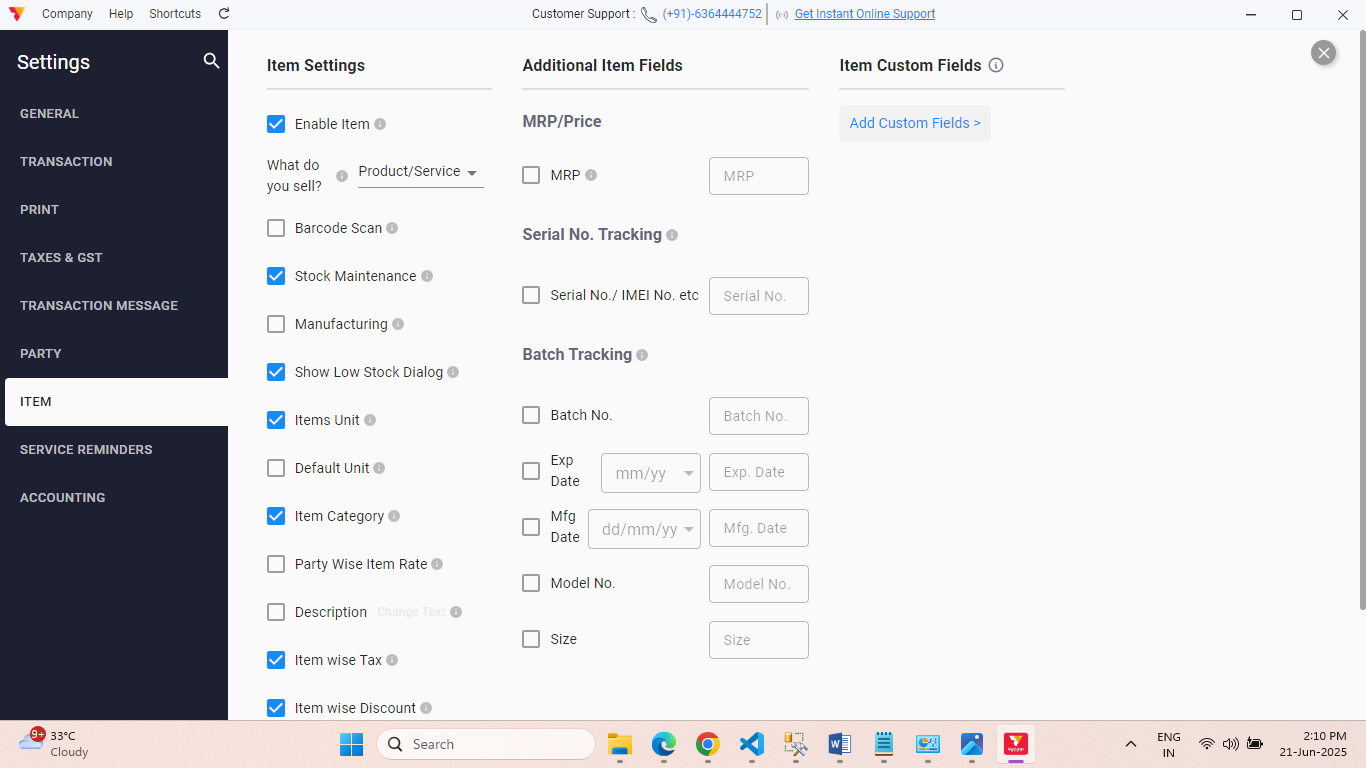 Company Help Shortcuts
Customer Support : (+91)-6364444752 Get Instant Online Support
Settings
GENERAL
TRANSACTION
PRINT
TAXES & GST
TRANSACTION MESSAGE
PARTY
ITEM
SERVICE REMINDERS
ACCOUNTING
Item Settings
Enable Item
What do
you sell?
Product/Service
Barcode Scan
Stock Maintenance
Manufacturing
Show Low Stock Dialog
Items Unit
Default Unit
Item Category
Party Wise Item Rate
Description Change Text
Item wise Tax
Item wise Discount
Additional Item Fields
MRP/Price
MRP MRP
Serial No. Tracking
Serial No./ IMEI No. etc Serial No.
Batch Tracking
Batch No. Batch No.
Exp
Date
mm/yy Exp. Date
Mfg
Date
dd/mm/yy Mfg. Date
Model No. Model No.
Size Size
Item Custom Fields
Add Custom Fields >
9+
33°C
Cloudy
Search
Vyapar
ENG
IN
2:10 PM
21-Jun-2025